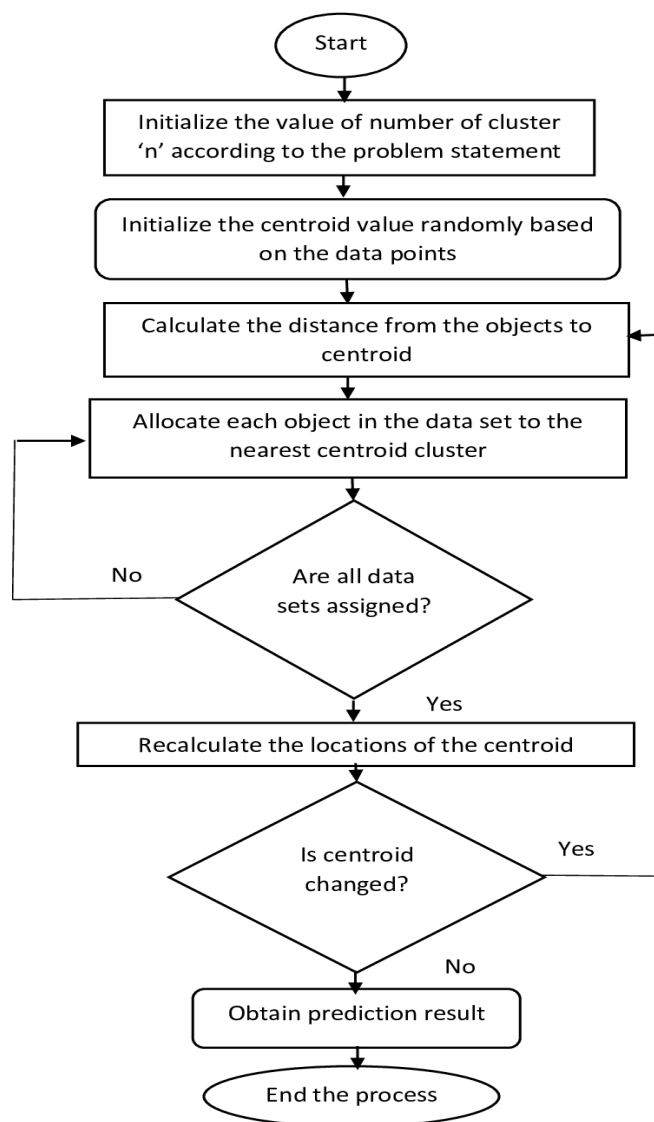 Start
Initialize the value of number of cluster
‘n’ according to the problem statement
Initialize the centroid value randomly based
on the data points
Calculate the distance from the objects to
centroid
Allocate each object in the data set to the
nearest centroid cluster
No
Are all data
sets assigned?
Yes
Recalculate the locations of the centroid
Is centroid
changed?
Yes
No
Obtain prediction result
End the process